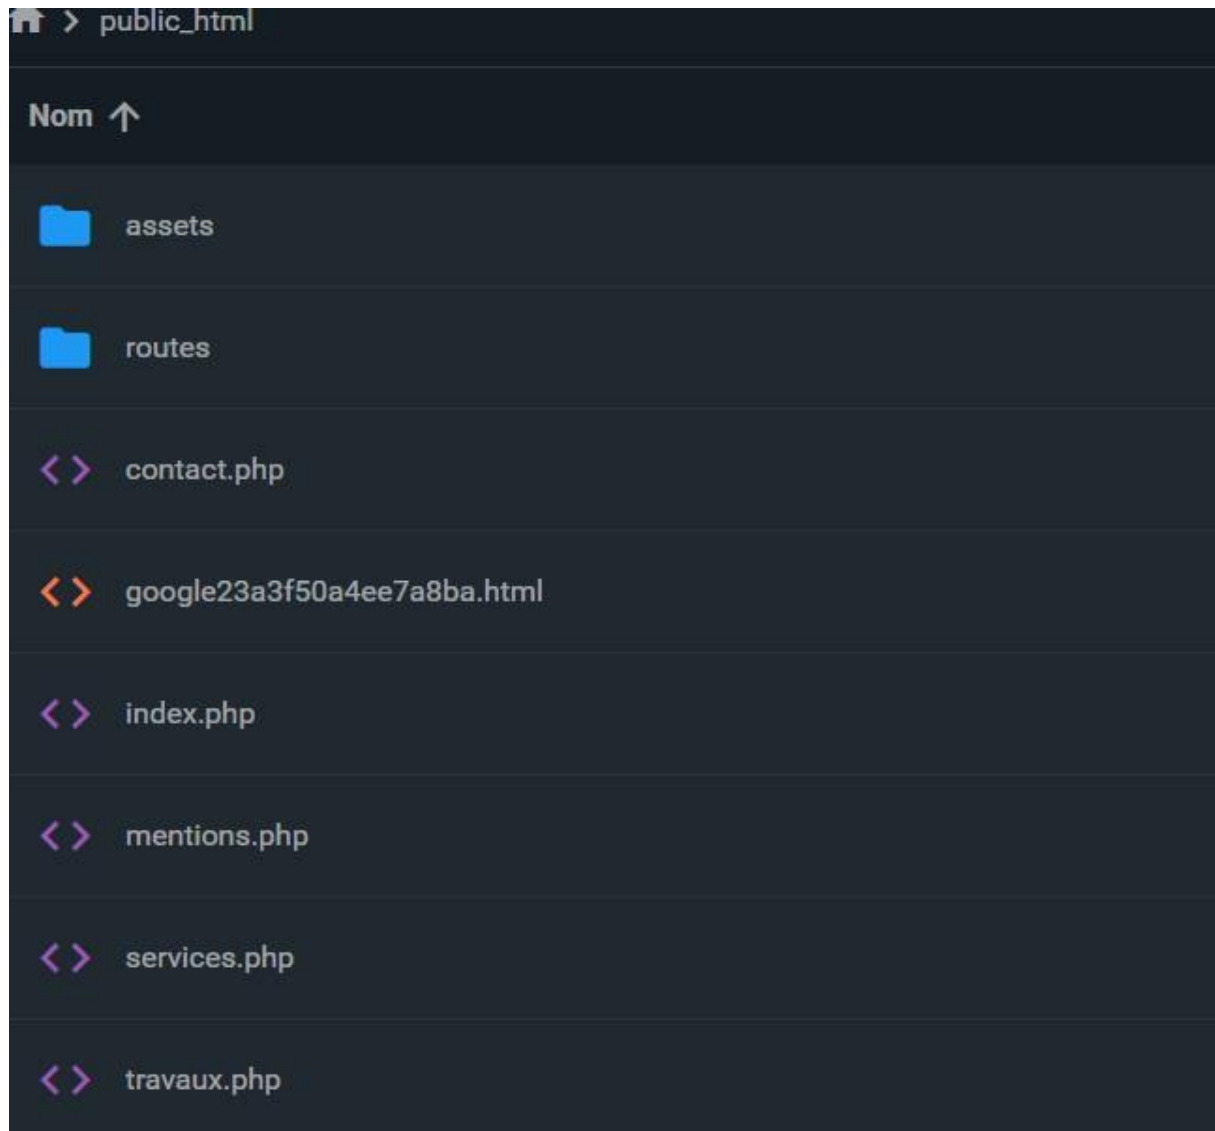 > public_html
Nom ↑
assets
routes
contact.php
google23a3f50a4ee7a8ba.html
index.php
mentions.php
services.php
travaux.php